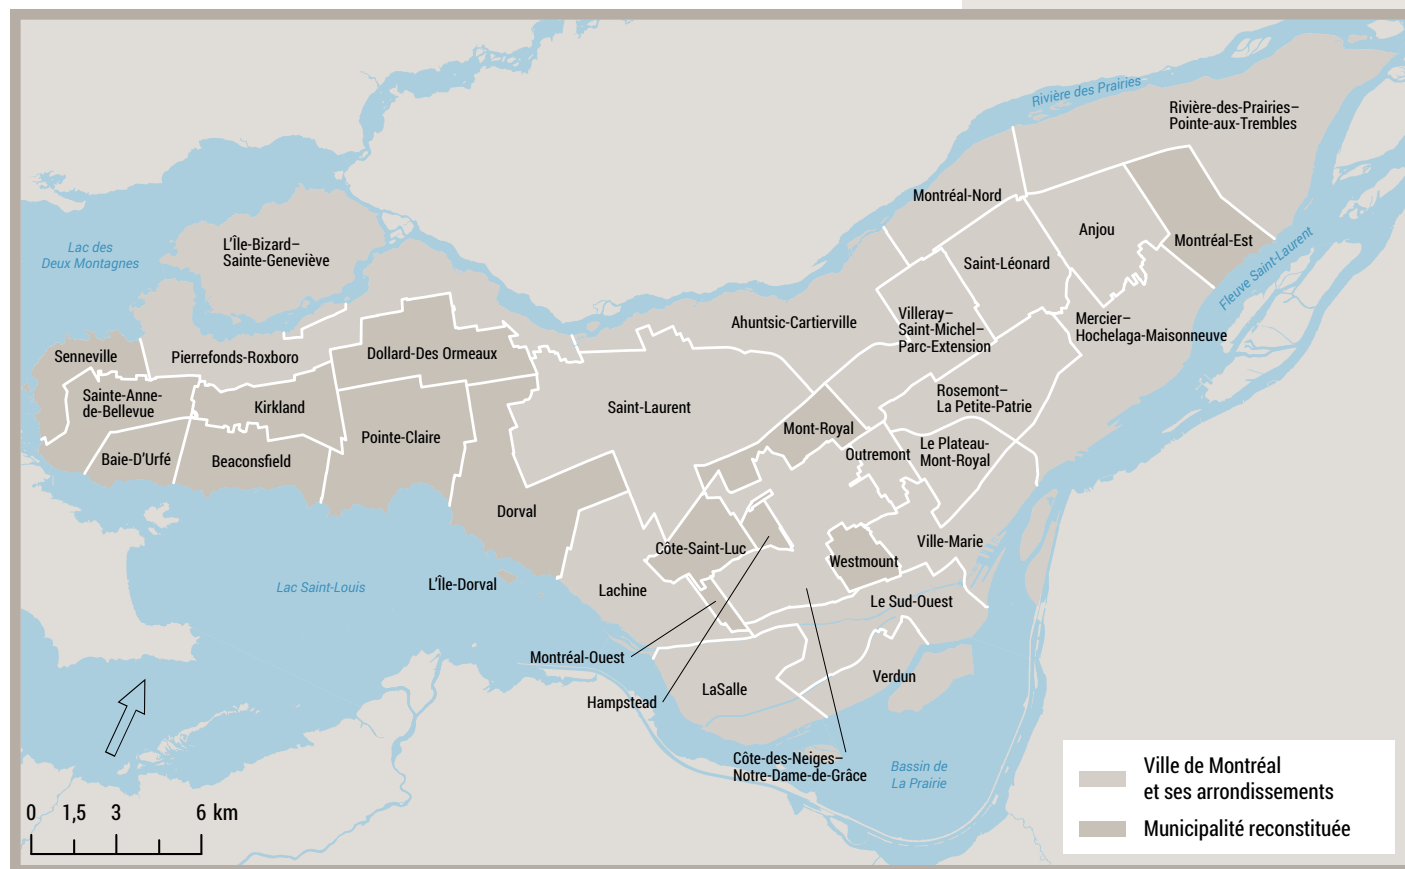 Rivière des Prairies
Rivière-des-Prairies–
Pointe-aux-Trembles
Montréal-Nord
Anjou
Montréal-Est
Lac des
Deux Montagnes
L'Île-Bizard–
Sainte-Geneviève
Saint-Léonard
Fleuve Saint-Laurent
Ahuntsic-Cartierville
Villeray–
Saint-Michel–
Parc-Extension
Mercier–
Hochelaga-Maisonneuve
Senneville
Pierrefonds-Roxboro
Dollard-Des Ormeaux
Sainte-Anne-
de-Bellevue
Kirkland
Saint-Laurent
Rosemont–
La Petite-Patrie
Mont-Royal
Pointe-Claire
Baie-D'Urfé
Beaconsfield
Outremont
Le Plateau-
Mont-Royal
Dorval
Côte-Saint-Luc
Ville-Marie
Westmount
Lac Saint-Louis
L'Île-Dorval
Lachine
Le Sud-Ouest
Montréal-Ouest
Hampstead
LaSalle
Verdun
Côte-des-Neiges–
Notre-Dame-de-Grâce
Bassin de
La Prairie
0 1,5 3 6 km
Ville de Montréal
et ses arrondissements
Municipalité reconstituée